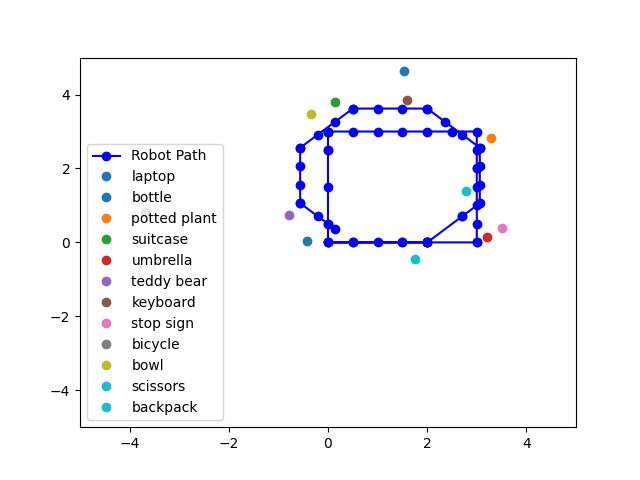 4
2
0
−2
−4
Robot Path
laptop
bottle
potted plant
suitcase
umbrella
teddy bear
keyboard
stop sign
bicycle
bowl
scissors
backpack
−4 −2 0 2 4